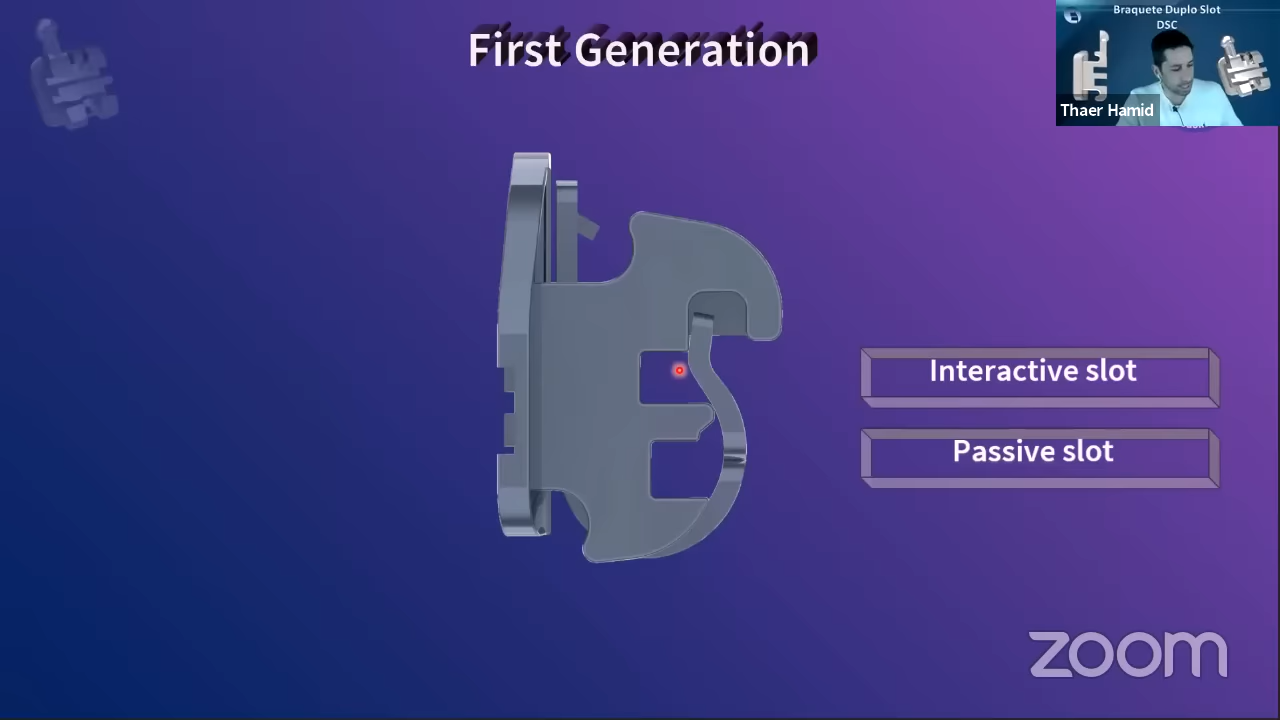 First Generation
Braquete Duplo Slot
DSC
Thaer Hamid
Interactive slot
Passive slot
zoom